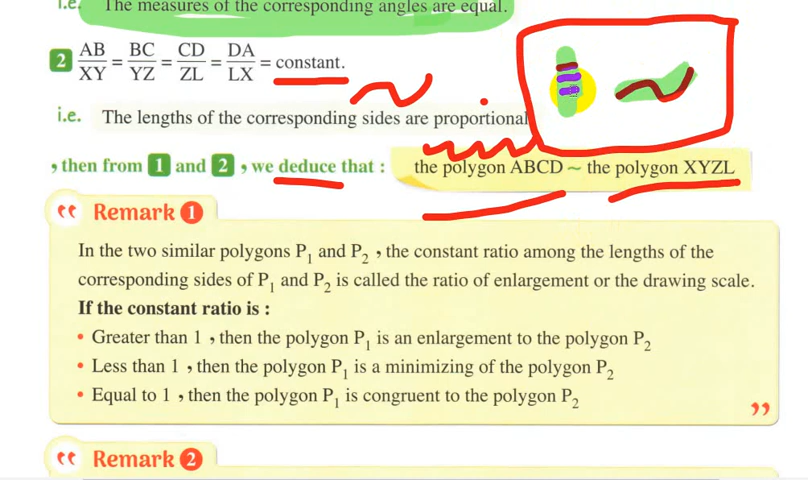 i.e. The measures of the corresponding angles are equal.
2 AB/XY = BC/YZ = CD/ZL = DA/LX = constant.
i.e. The lengths of the corresponding sides are proportional
, then from 1 and 2 , we deduce that : the polygon ABCD ~ the polygon XYZL
Remark 1
In the two similar polygons P₁ and P₂ , the constant ratio among the lengths of the
corresponding sides of P₁ and P₂ is called the ratio of enlargement or the drawing scale.
If the constant ratio is :
• Greater than 1 , then the polygon P₁ is an enlargement to the polygon P₂
• Less than 1 , then the polygon P₁ is a minimizing of the polygon P₂
• Equal to 1 , then the polygon P₁ is congruent to the polygon P₂
Remark 2